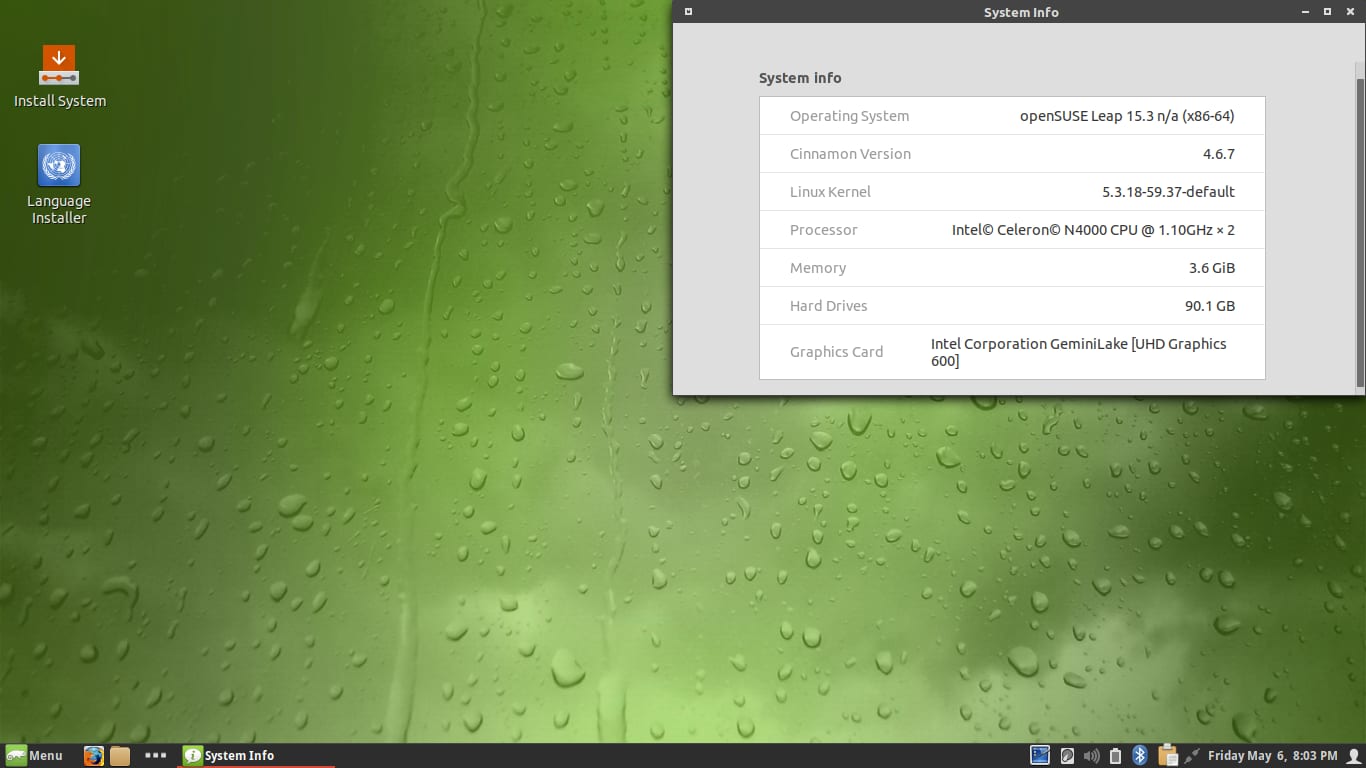 System Info
Install System
Language
Installer
System info
Operating System openSUSE Leap 15.3 n/a (x86-64)
Cinnamon Version 4.6.7
Linux Kernel 5.3.18-59.37-default
Processor Intel© Celeron© N4000 CPU @ 1.10GHz × 2
Memory 3.6 GiB
Hard Drives 90.1 GB
Graphics Card Intel Corporation GeminiLake [UHD Graphics
600]
Menu System Info Friday May 6, 8:03 PM